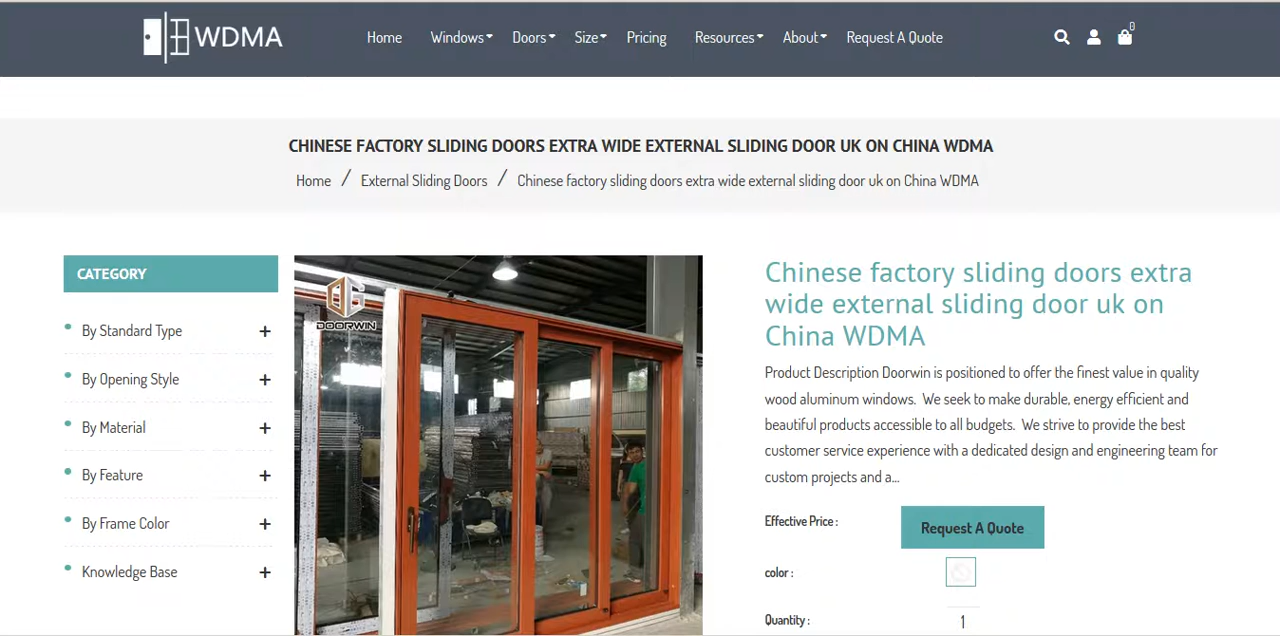 WDMA
Home Windows Doors Size Pricing Resources About Request A Quote
0
CHINESE FACTORY SLIDING DOORS EXTRA WIDE EXTERNAL SLIDING DOOR UK ON CHINA WDMA
Home / External Sliding Doors / Chinese factory sliding doors extra wide external sliding door uk on China WDMA
CATEGORY
By Standard Type +
By Opening Style +
By Material +
By Feature +
By Frame Color +
Knowledge Base +
DOORWIN
Chinese factory sliding doors extra
wide external sliding door uk on
China WDMA
Product Description Doorwin is positioned to offer the finest value in quality
wood aluminum windows. We seek to make durable, energy efficient and
beautiful products accessible to all budgets. We strive to provide the best
customer service experience with a dedicated design and engineering team for
custom projects and a...
Effective Price : Request A Quote
color :
Quantity : 1